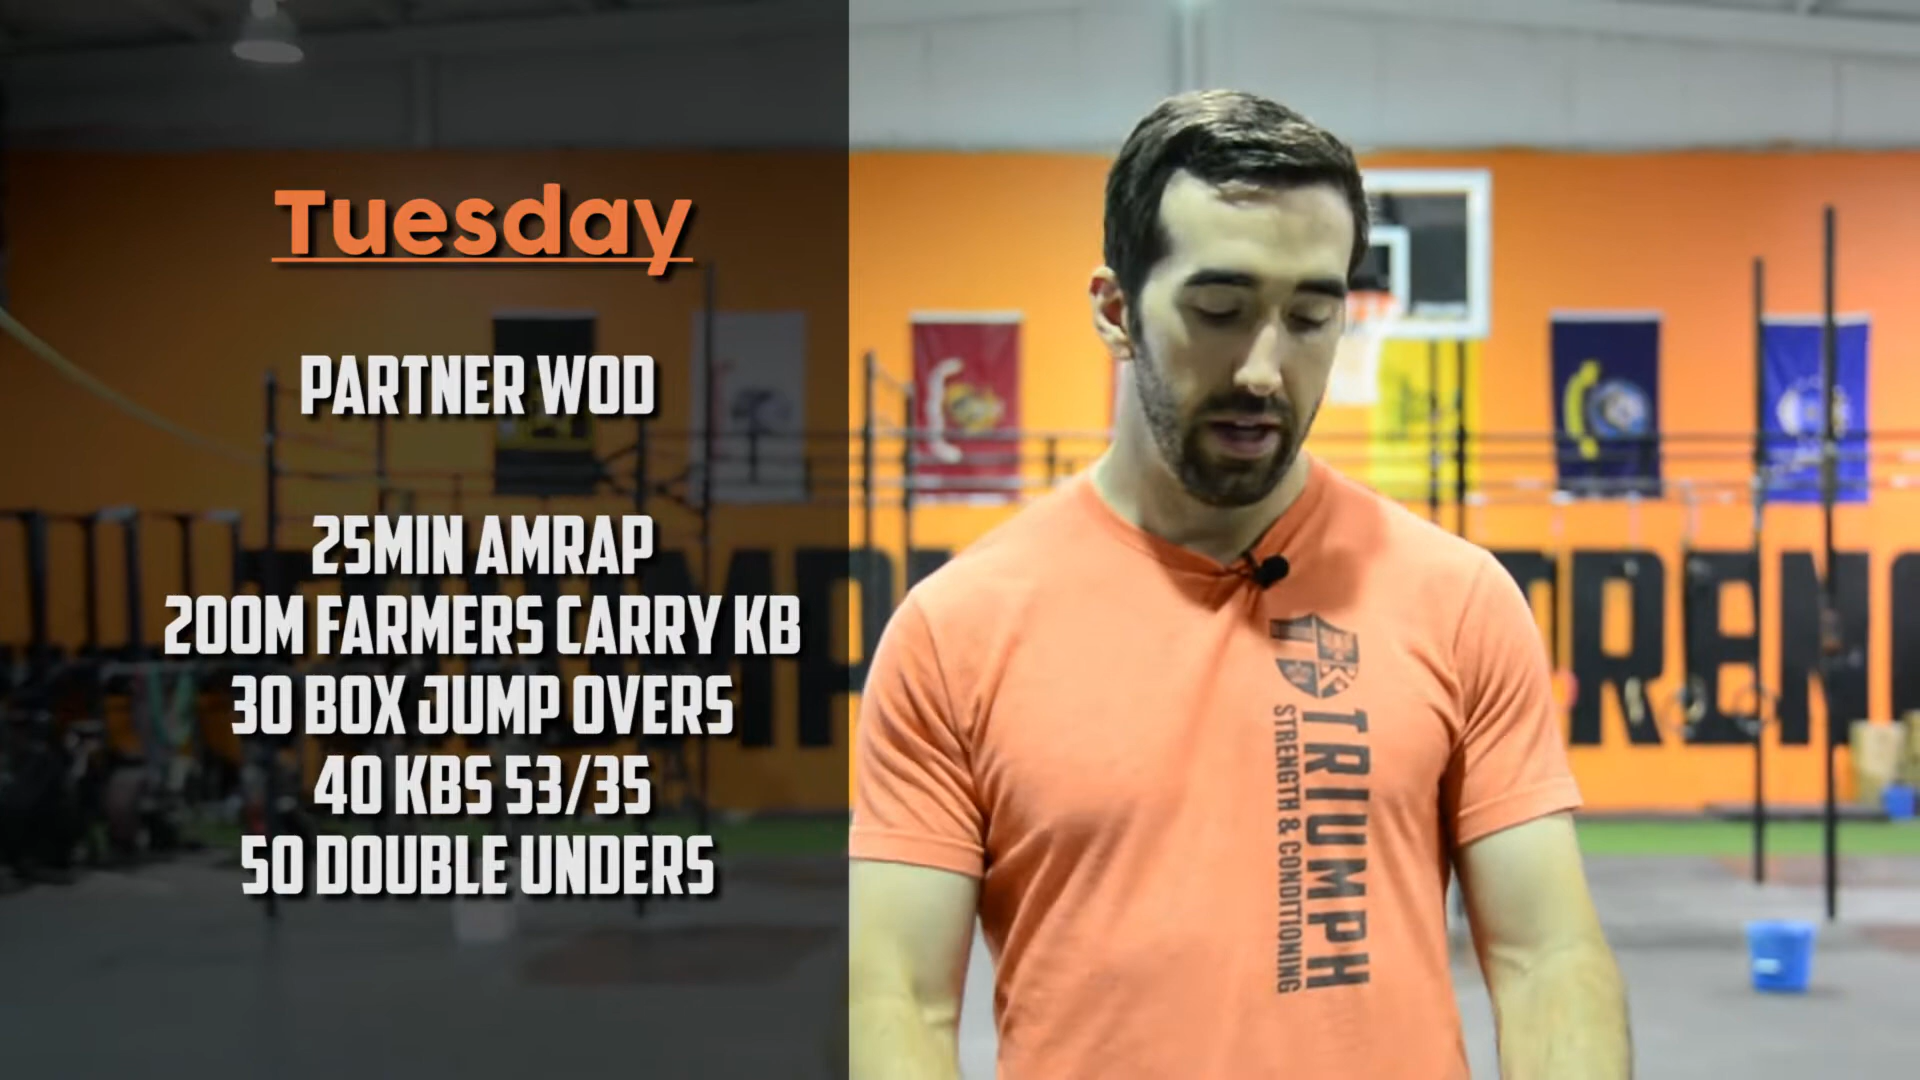 Tuesday
PARTNER WOD
25MIN AMRAP
200M FARMERS CARRY KB
30 BOX JUMP OVERS
40 KBS 53/35
50 DOUBLE UNDERS
TRIUMPH
STRENGTH & CONDITIONING